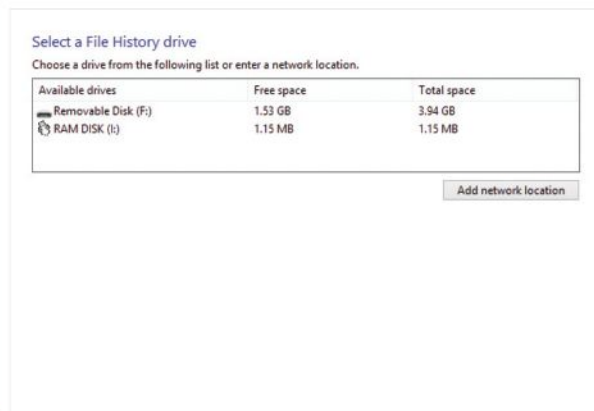 Select a File History drive
Choose a drive from the following list or enter a network location.
Available drives Free space Total space
Removable Disk (F:) 1.53 GB 3.94 GB
RAM DISK (I:) 1.15 MB 1.15 MB
Add network location